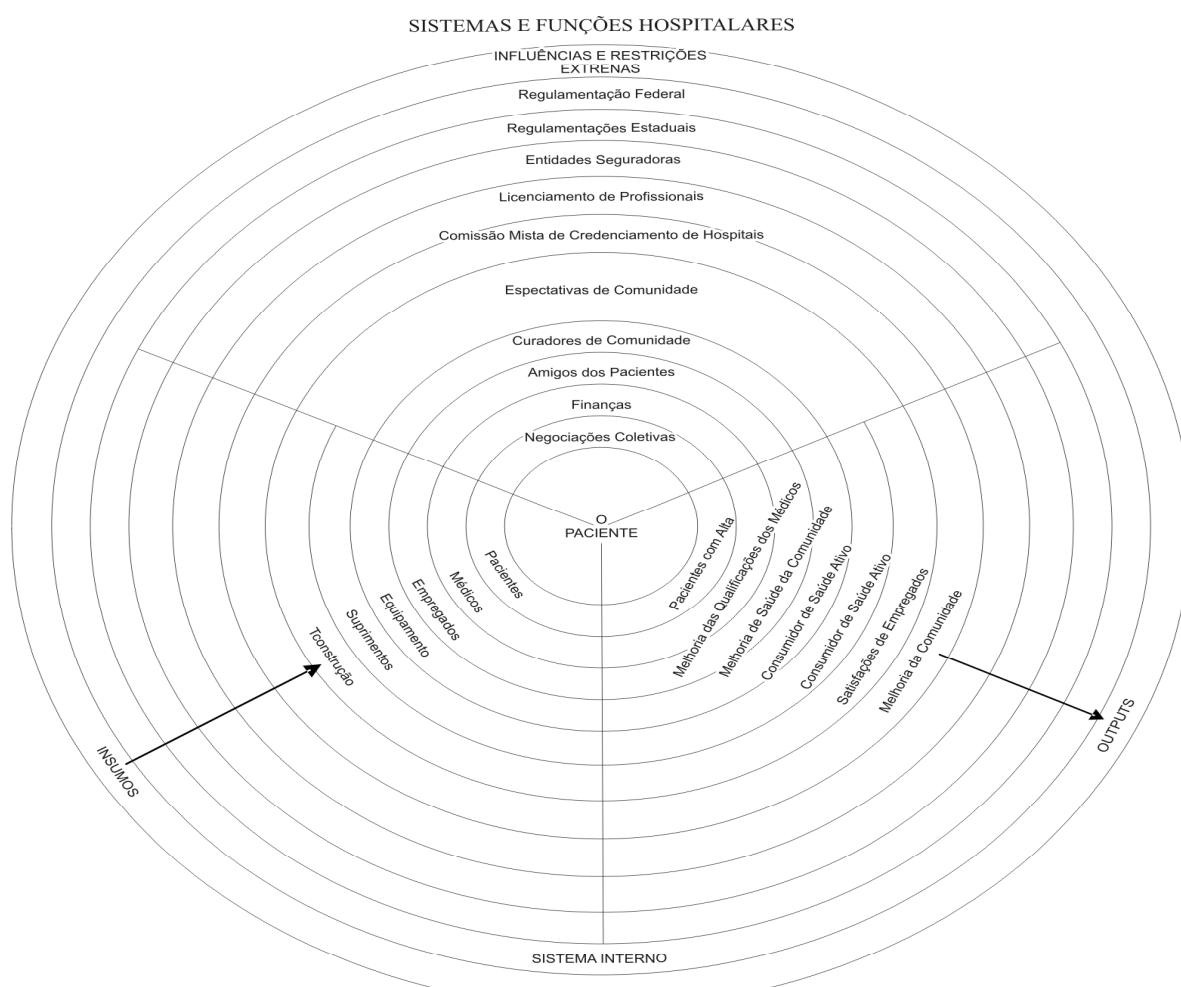 SISTEMAS E FUNÇÕES HOSPITALARES
INFLUÊNCIAS E RESTRIÇÕES
EXTRENAS
Regulamentação Federal
Regulamentações Estaduais
Entidades Seguradoras
Licenciamento de Profissionais
Comissão Mista de Credenciamento de Hospitais
Espectativas de Comunidade
Curadores de Comunidade
Amigos dos Pacientes
Finanças
Negociações Coletivas
O
PACIENTE
Pacientes
Médicos
Empregados
Equipamento
Suprimentos
Tconstrução
INSUMOS
Pacientes com Alta
Melhoria das Qualificações dos Médicos
Melhoria de Saúde da Comunidade
Consumidor de Saúde Ativo
Consumidor de Saúde Ativo
Satisfações de Empregados
Melhoria da Comunidade
OUTPUTS
SISTEMA INTERNO